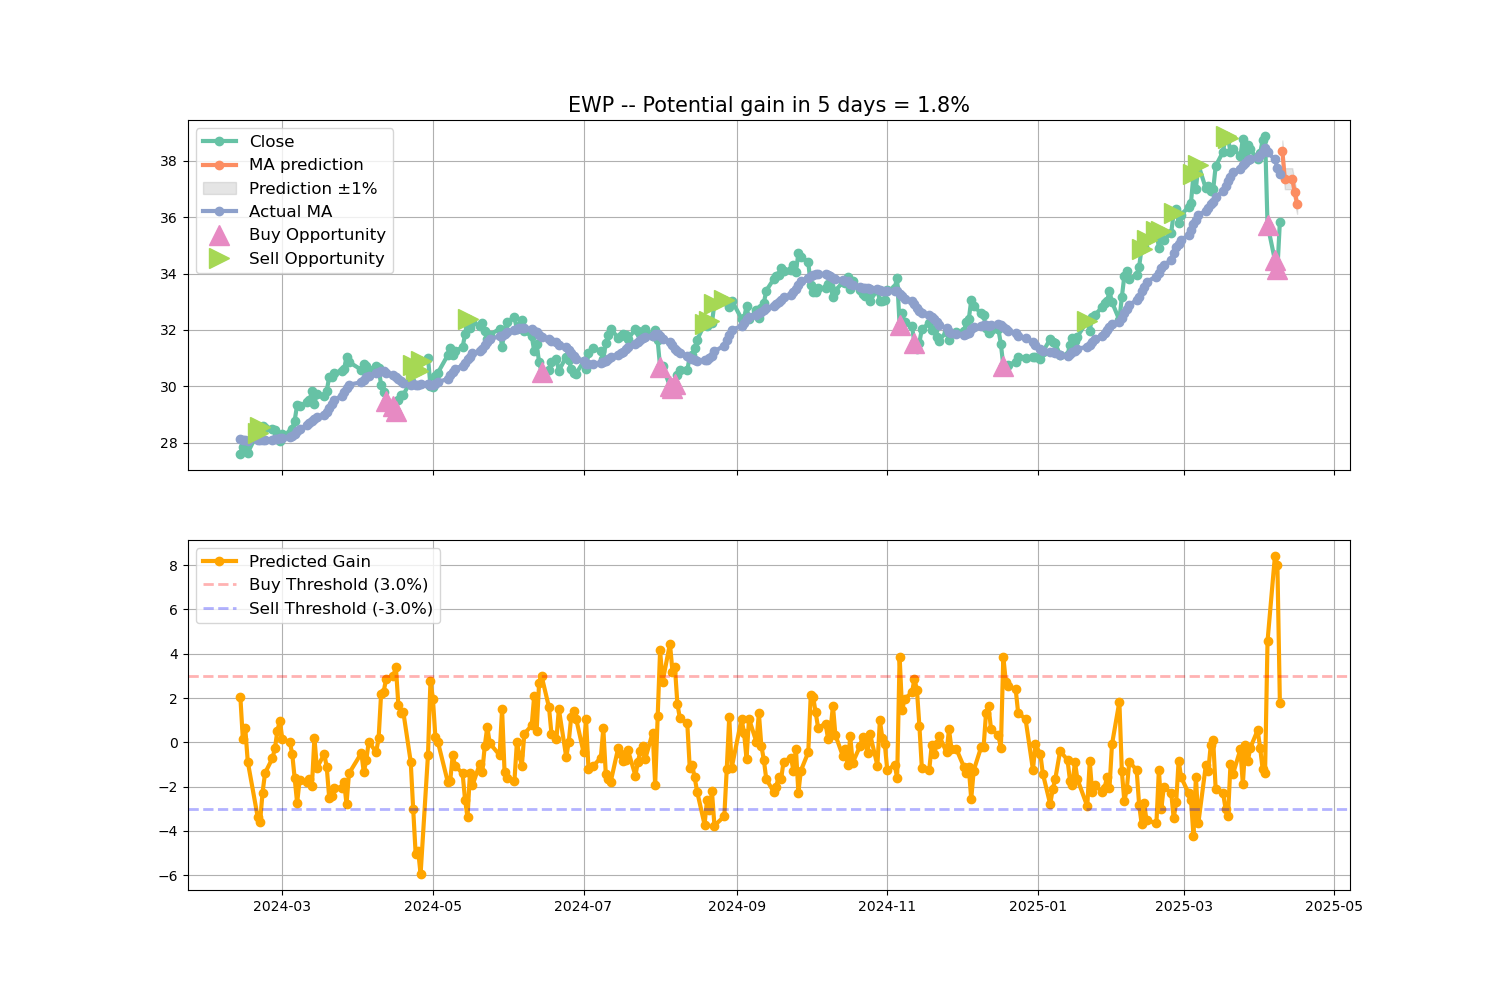 EWP -- Potential gain in 5 days = 1.8%
Close
MA prediction
Prediction ±1%
Actual MA
Buy Opportunity
Sell Opportunity
38
36
34
32
30
28
Predicted Gain
Buy Threshold (3.0%)
Sell Threshold (-3.0%)
8
6
4
2
0
−2
−4
−6
2024-03
2024-05
2024-07
2024-09
2024-11
2025-01
2025-03
2025-05